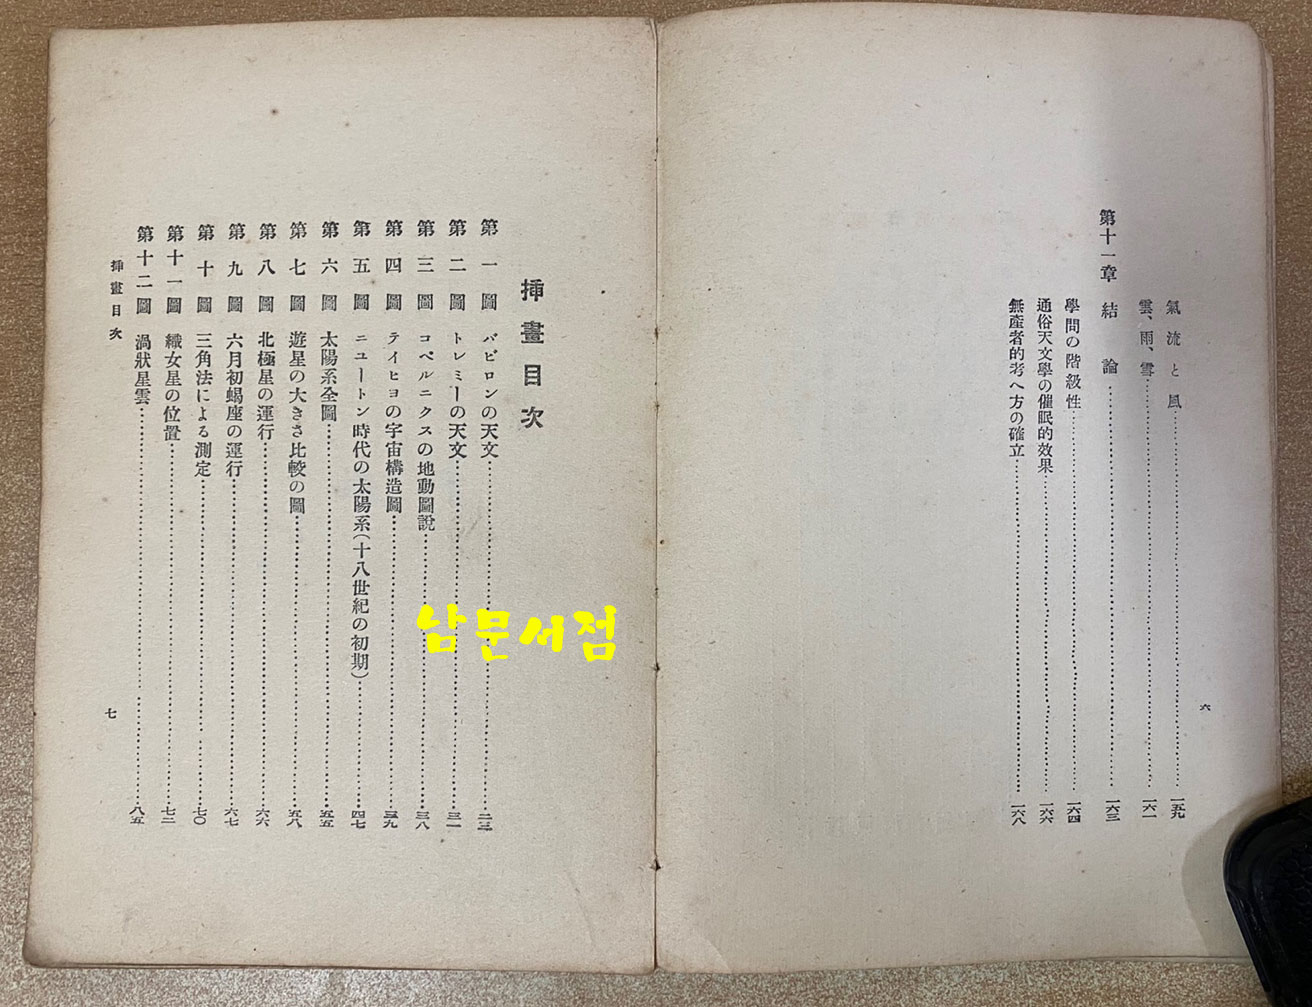 氣流と風……一五九
雲、雨、雪……一六一
第十一章 結論……一六三
學問の階級性……一六四
通俗天文學の催眠的效果……一六六
無產者的考へ方の確立……一六八
六
揷畫目次
第一圖 バビロンの天文……二三
第二圖 トレミーの天文……三一
第三圖 コペルニクスの地動圖說……三八
第四圖 テイヒヨの宇宙構造圖……三九
第五圖 ニユートン時代の太陽系(十八世紀の初期)……四七
第六圖 太陽系全圖……五五
第七圖 遊星の大きさ比較の圖……五八
第八圖 北極星の運行……六六
第九圖 六月初蝎座の運行……六七
第十圖 三角法による測定……七〇
第十一圖 織女星の位置……七二
第十二圖 渦狀星雲……八五
揷畫目次
七
남문서점